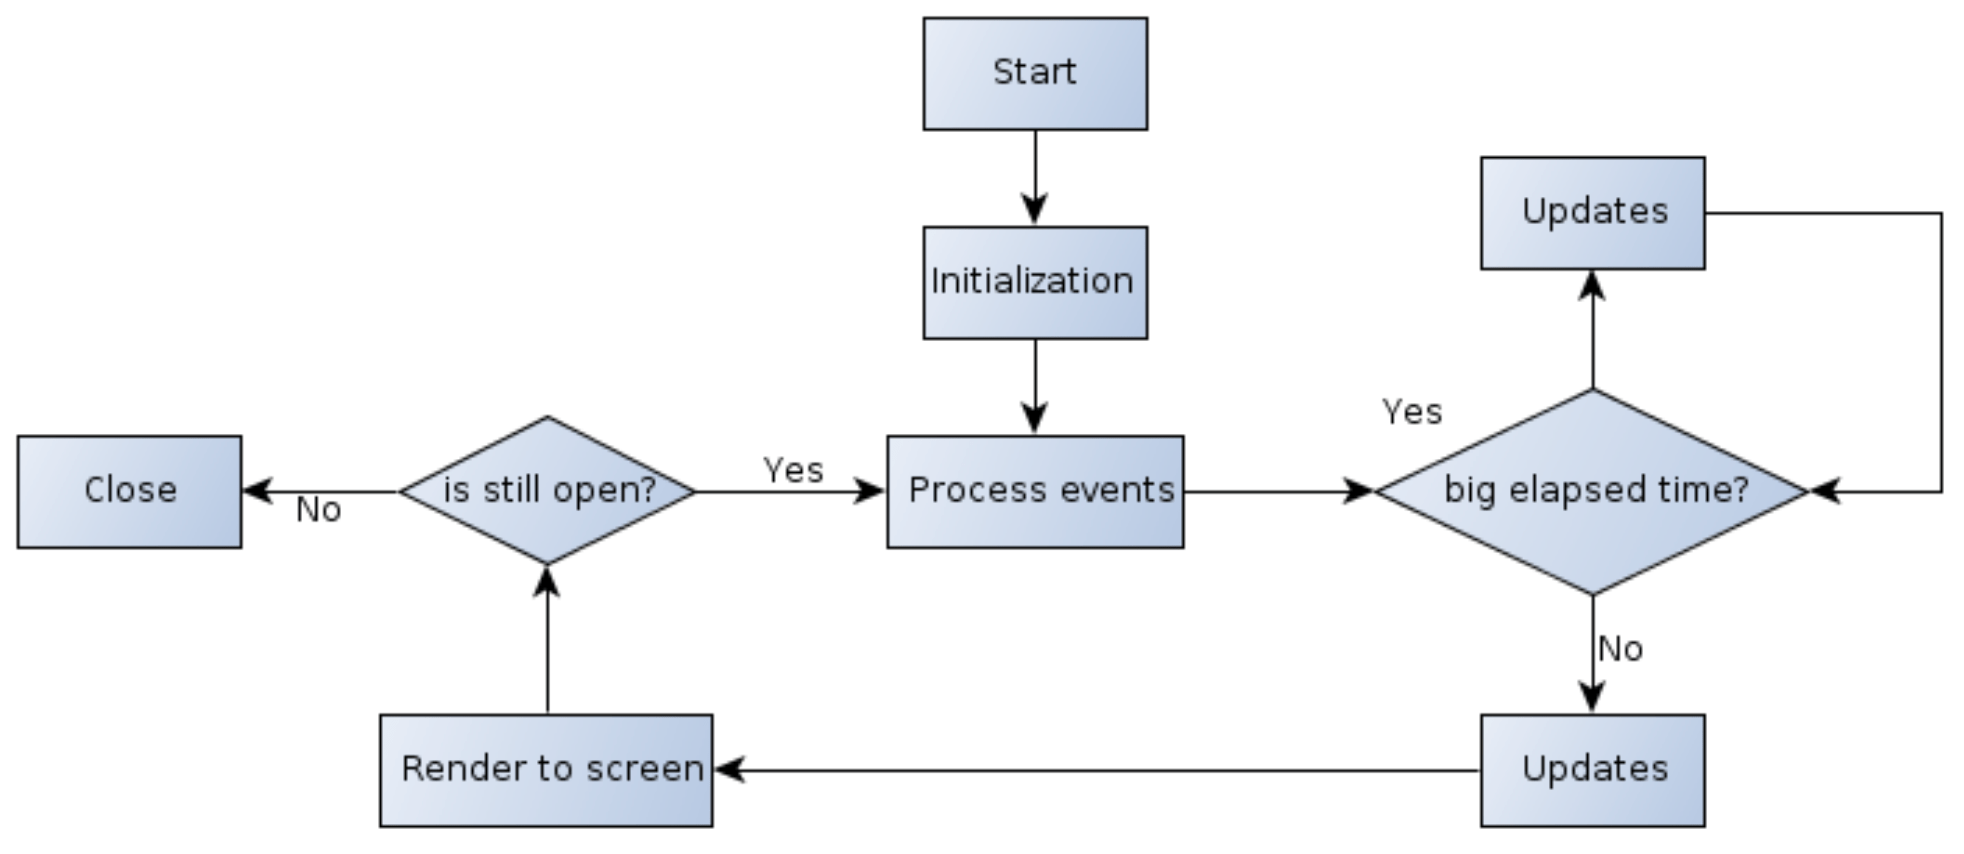 Start
Updates
Initialization
Yes
Close
No
is still open?
Yes
Process events
big elapsed time?
No
Render to screen
Updates